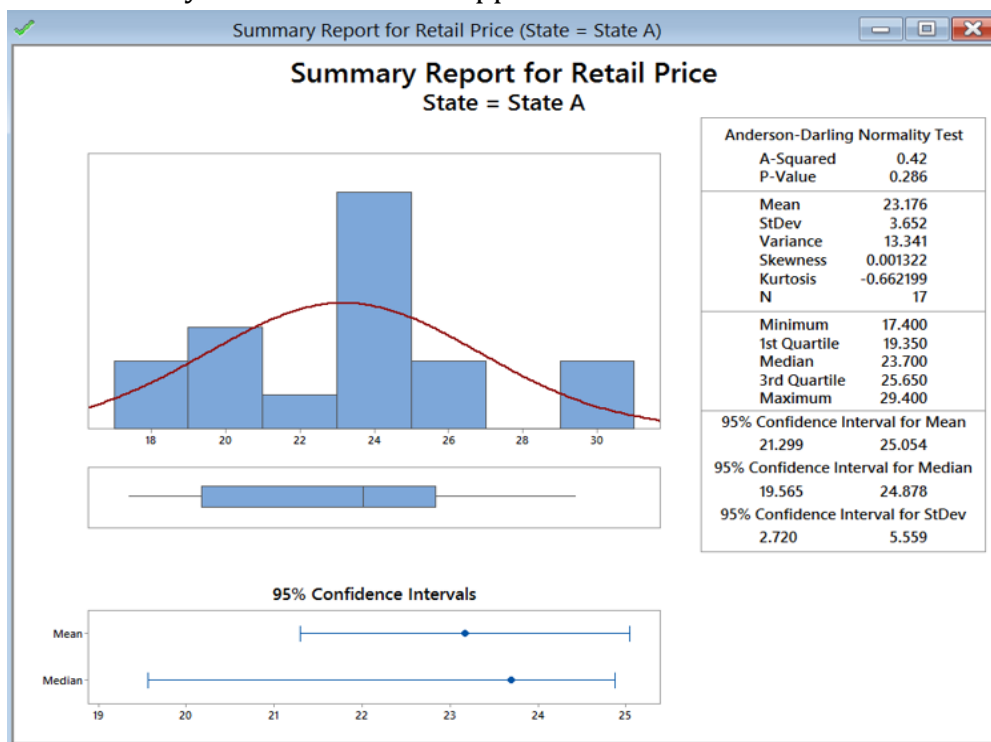 Summary Report for Retail Price (State = State A)
Summary Report for Retail Price
State = State A
18 20 22 24 26 28 30
95% Confidence Intervals
Mean
Median
19 20 21 22 23 24 25
Anderson-Darling Normality Test
A-Squared 0.42
P-Value 0.286
Mean 23.176
StDev 3.652
Variance 13.341
Skewness 0.001322
Kurtosis -0.662199
N 17
Minimum 17.400
1st Quartile 19.350
Median 23.700
3rd Quartile 25.650
Maximum 29.400
95% Confidence Interval for Mean
21.299 25.054
95% Confidence Interval for Median
19.565 24.878
95% Confidence Interval for StDev
2.720 5.559